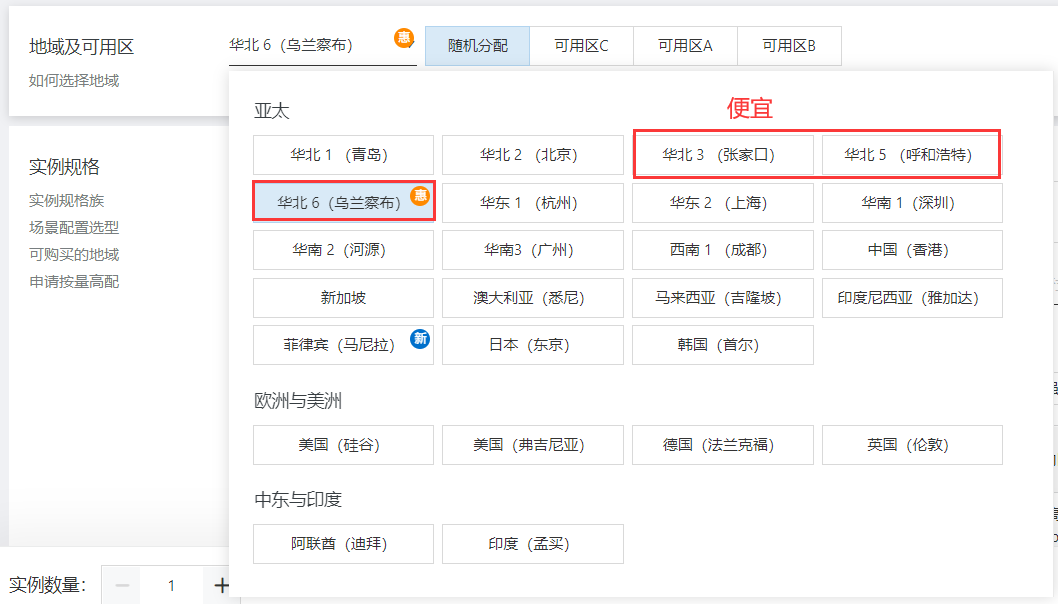 地域及可用区
如何选择地域
华北 6（乌兰察布）
惠
随机分配
可用区C
可用区A
可用区B
亚太
便宜
华北 1 （青岛）
华北 2 （北京）
华北 3 （张家口）
华北 5 （呼和浩特）
华北 6（乌兰察布）
惠
华东 1 （杭州）
华东 2 （上海）
华南 1（深圳）
华南 2（河源）
华南3（广州）
西南 1 （成都）
中国（香港）
新加坡
澳大利亚（悉尼）
马来西亚（吉隆坡）
印度尼西亚（雅加达）
菲律宾（马尼拉）
新
日本（东京）
韩国（首尔）
欧洲与美洲
美国（硅谷）
美国（弗吉尼亚）
德国（法兰克福）
英国（伦敦）
中东与印度
阿联酋（迪拜）
印度（孟买）
实例规格
实例规格族
场景配置选型
可购买的地域
申请按量高配
实例数量：
1